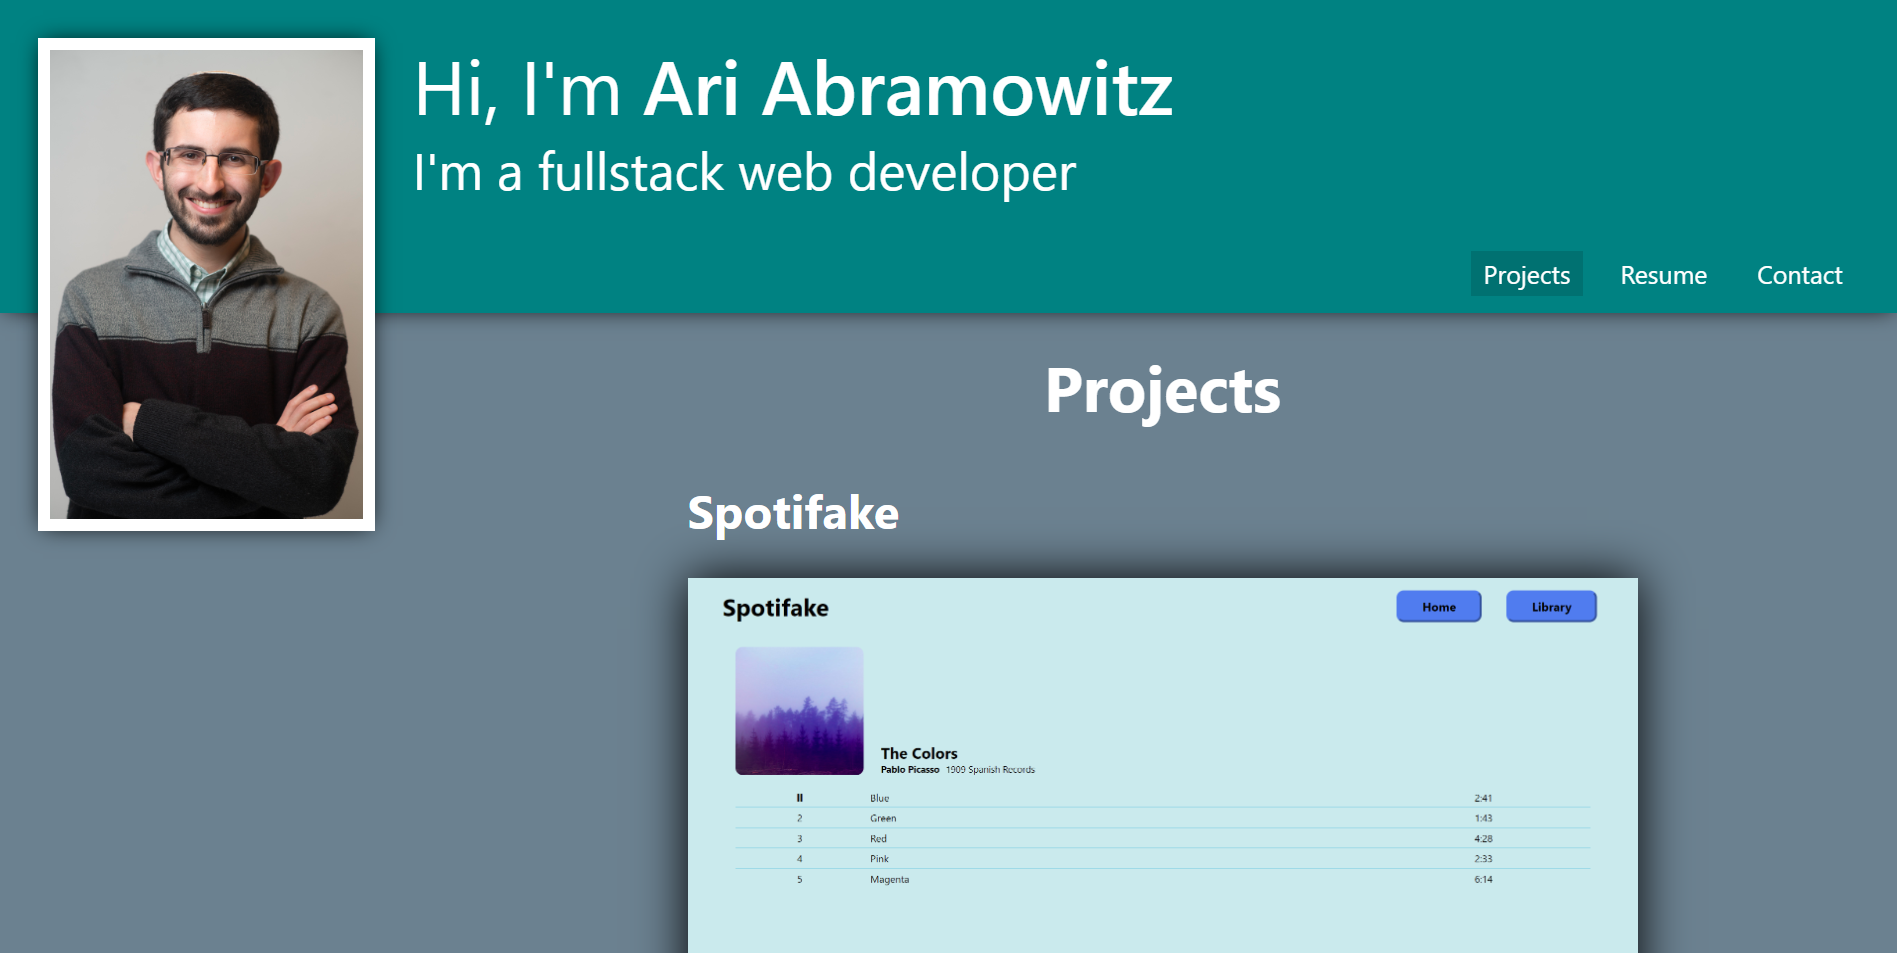 Hi, I'm Ari Abramowitz
I'm a fullstack web developer
Projects Resume Contact
Projects
Spotifake
Spotifake Home Library
The Colors
Pablo Picasso 1909 Spanish Records
Blue 2:41
2 Green 1:43
3 Red 4:28
4 Pink 2:33
5 Magenta 6:14